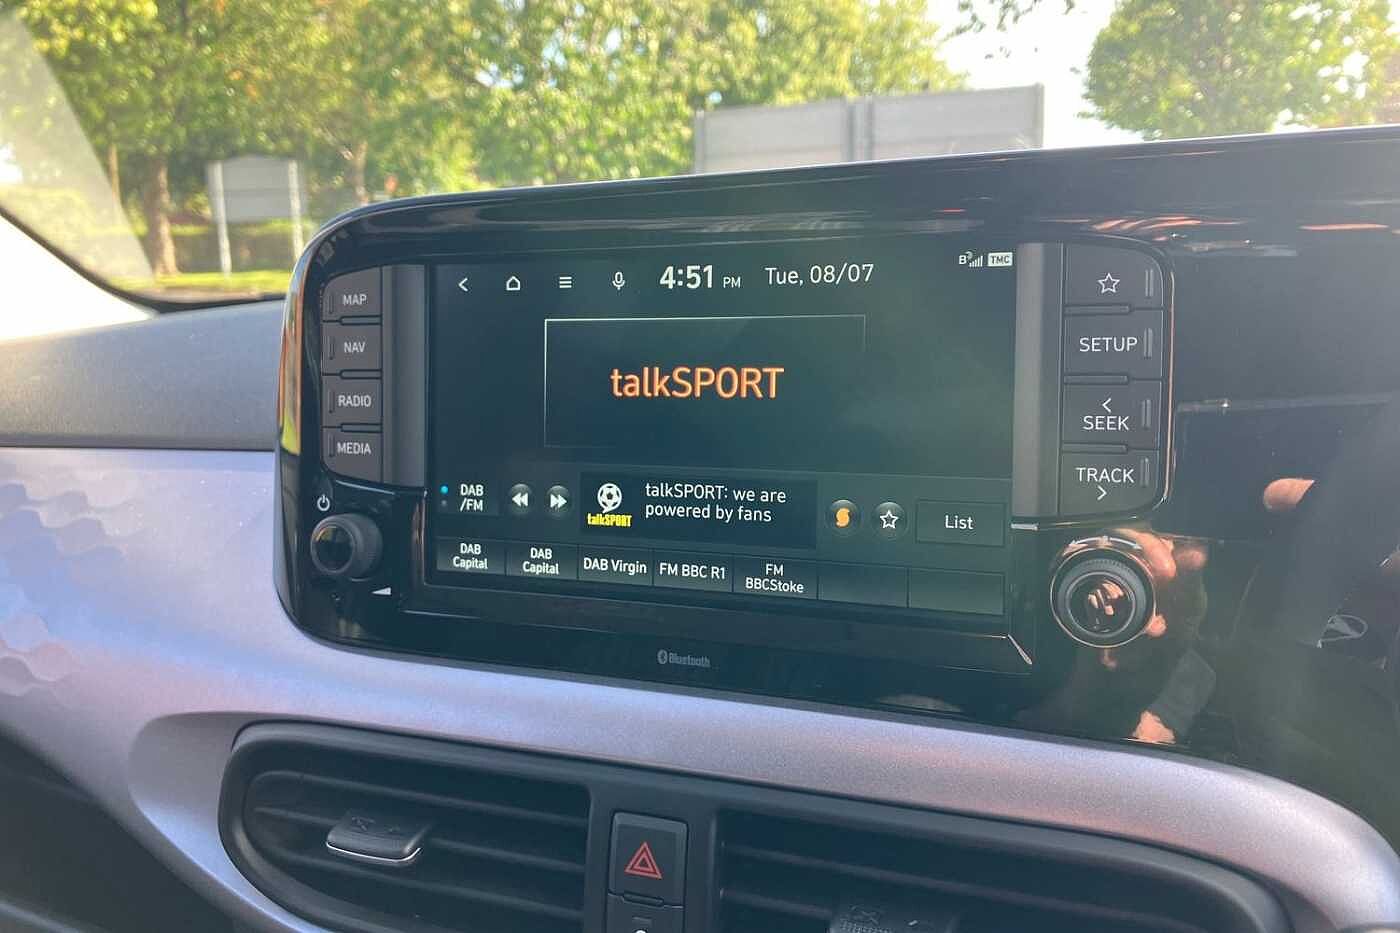 MAP
NAV
RADIO
MEDIA
4:51 PM Tue, 08/07
B
TMC
talkSPORT
DAB
/FM
talkSPORT
talkSPORT: we are
powered by fans
List
DAB
Capital
DAB
Capital
DAB Virgin
FM BBC R1
FM
BBCStoke
SETUP
<
SEEK
TRACK
>
Bluetooth